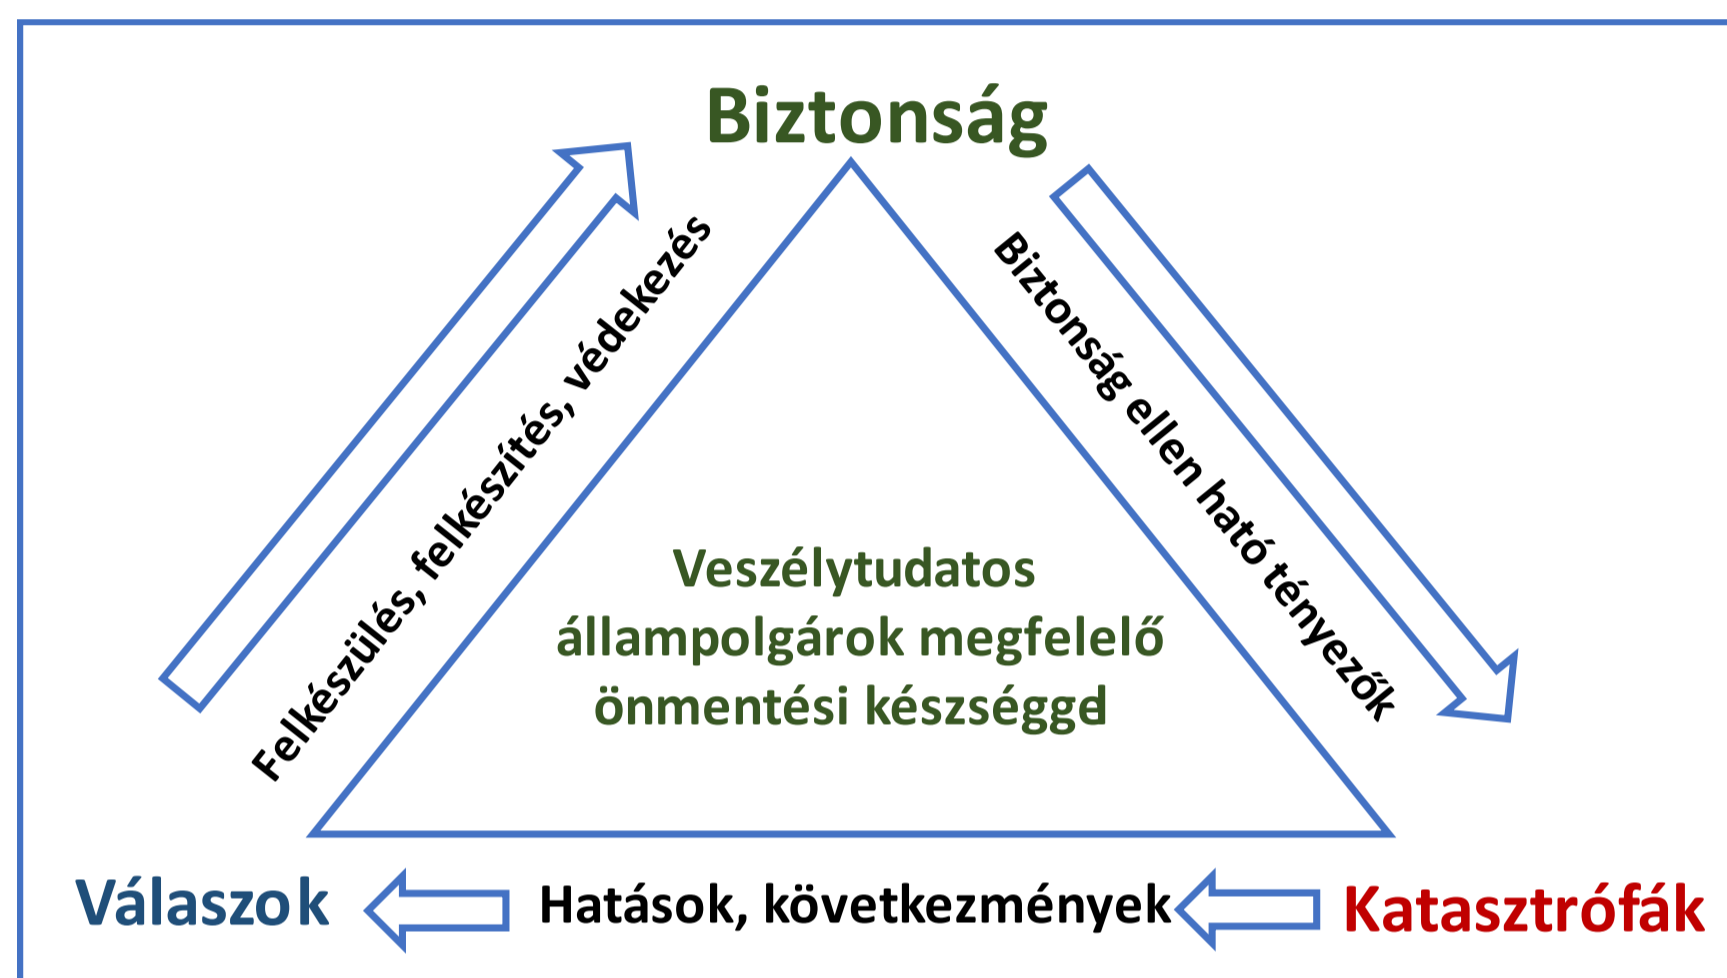 Biztonság
Felkészülés, felkészítés, védekezés
Biztonság ellen ható tényezők
Veszélytudatos
állampolgárok megfelelő
önmentési készséggel
Válaszok
Hatások, következmények
Katasztrófák